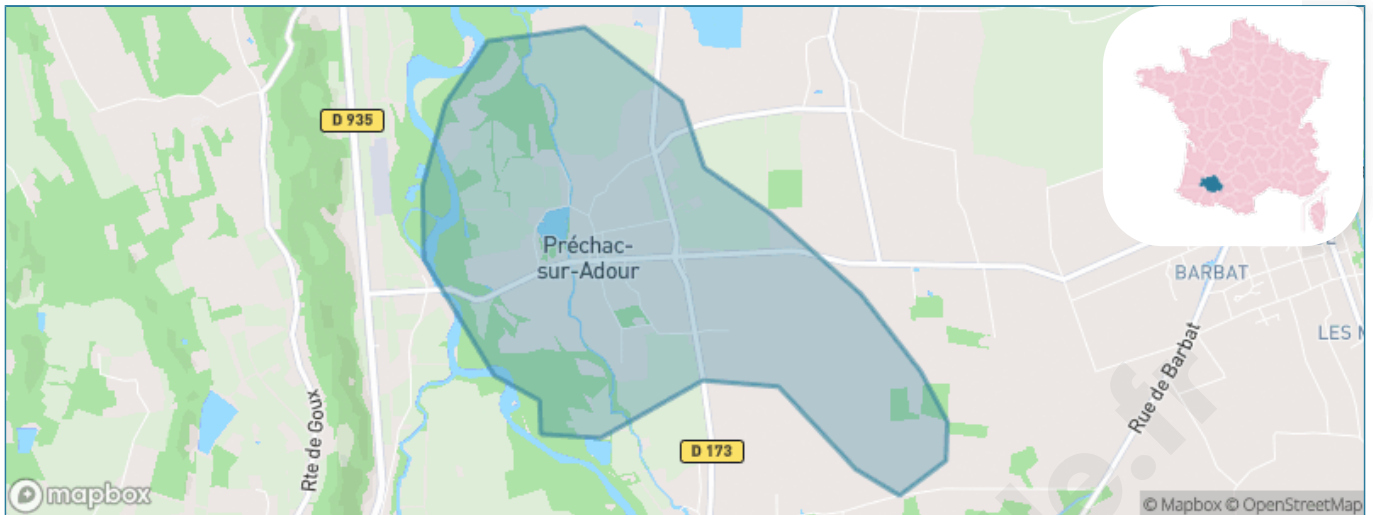 D 935
Préchac-
sur-Adour
BARBAT
LES
Rte de Goux
Rue de Barbat
D 173
mapbox
© Mapbox © OpenStreetMap